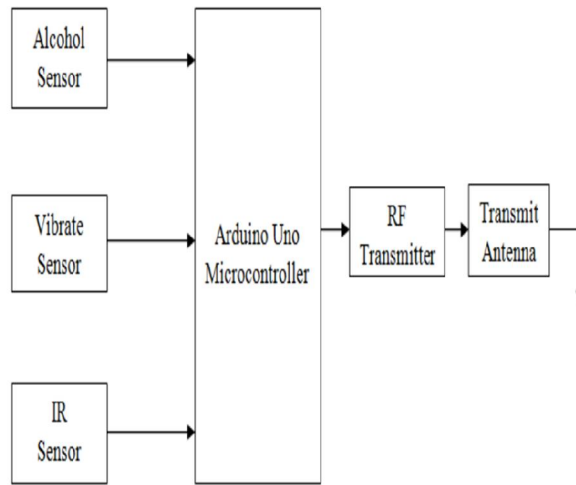 Alcohol
Sensor
Vibrate
Sensor
IR
Sensor
Arduino Uno
Microcontroller
RF
Transmitter
Transmit
Antenna